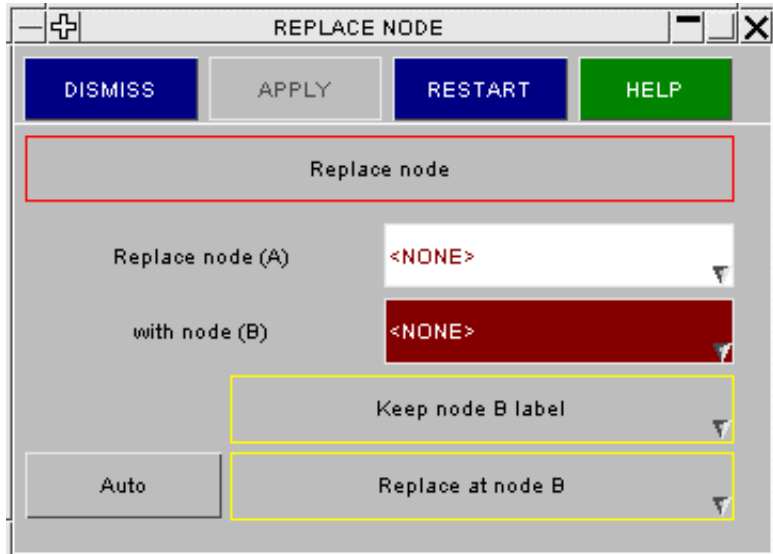 REPLACE NODE
DISMISS APPLY RESTART HELP
Replace node
Replace node (A) <NONE>
with node (B) <NONE>
Keep node B label
Auto Replace at node B